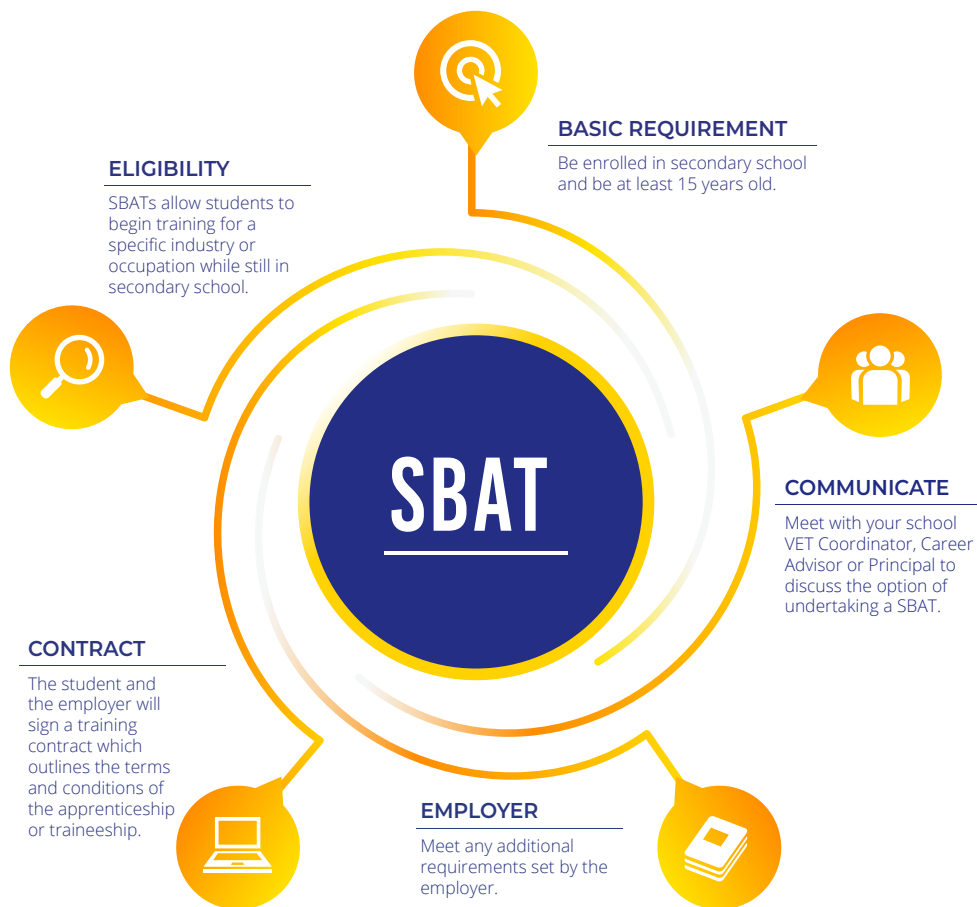 BASIC REQUIREMENT
Be enrolled in secondary school
and be at least 15 years old.
ELIGIBILITY
SBATs allow students to
begin training for a
specific industry or
occupation while still in
secondary school.
SBAT
COMMUNICATE
Meet with your school
VET Coordinator, Career
Advisor or Principal to
discuss the option of
undertaking a SBAT.
CONTRACT
The student and
the employer will
sign a training
contract which
outlines the terms
and conditions of
the apprenticeship
or traineeship.
EMPLOYER
Meet any additional
requirements set by the
employer.